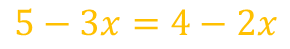 5 − 3x = 4 − 2x